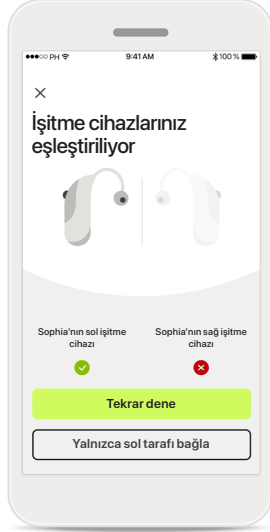 PH 9:41 AM 100 %
İşitme cihazlarınız
eşleştiriliyor
Sophia'nın sol işitme
cihazı
Sophia'nın sağ işitme
cihazı
Tekrar dene
Yalnızca sol tarafı bağla